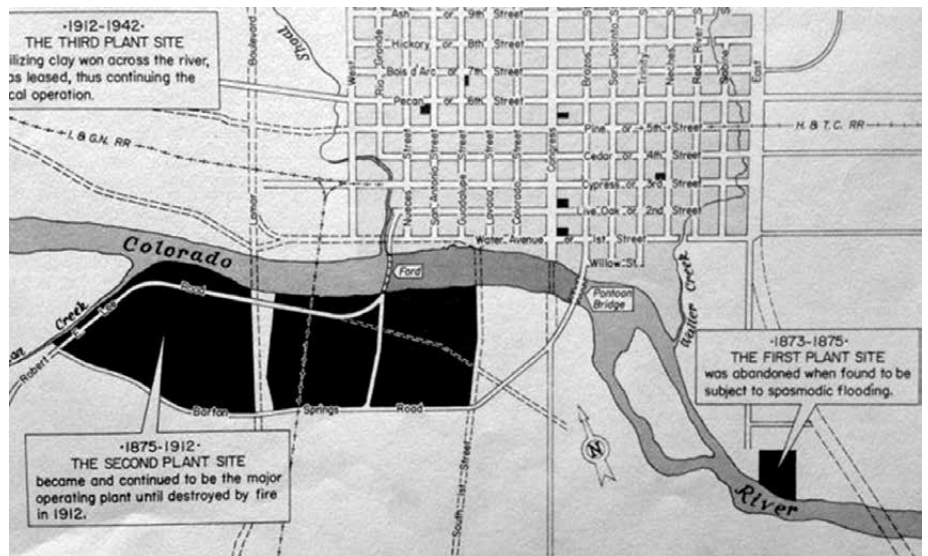 ·1912-1942·
THE THIRD PLANT SITE
ilizing clay won across the river,
as leased, thus continuing the
cal operation.
Boulevard
Shoal
Ash or 9th Street
Hickory or 8th Street
Bois d'Arc or 7th Street
Pecan or 6th Street
Pine or 5th Street
Cedar or 4th Street
Cypress or 3rd Street
Live Oak or 2nd Street
Water Avenue or 1st Street
Willow St.
West
Rio Grande
Nueces Street
San Antonio Street
Guadalupe Street
Lavaca Street
Colorado Street
Congress
Brazos
San Jacinto
Trinity
Neches
Red River
Sabine
East
I. & G.N. RR
H. & T.C. RR
Lamar
Colorado
Ford
Pontoon
Bridge
Waller Creek
Road
Creek
Robert E. Lee
Barton Springs Road
South 1st Street
N
River
·1873-1875·
THE FIRST PLANT SITE
was abandoned when found to be
subject to spasmodic flooding.
·1875-1912·
THE SECOND PLANT SITE
became and continued to be the major
operating plant until destroyed by fire
in 1912.